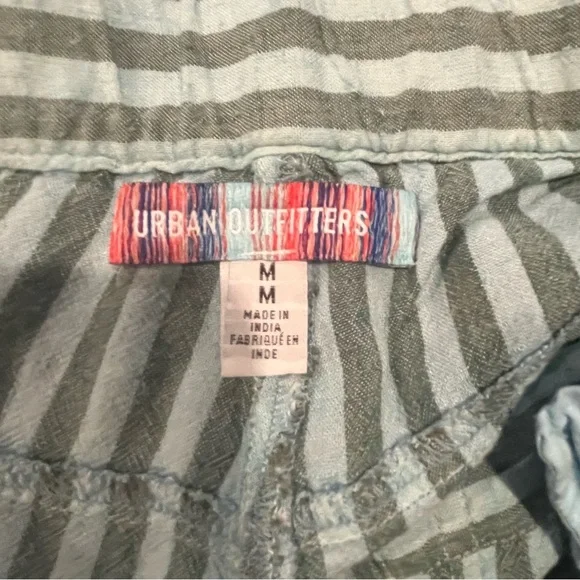 URBAN OUTFITTERS
M
M
MADE IN
INDIA
FABRIQUÉ EN
INDE